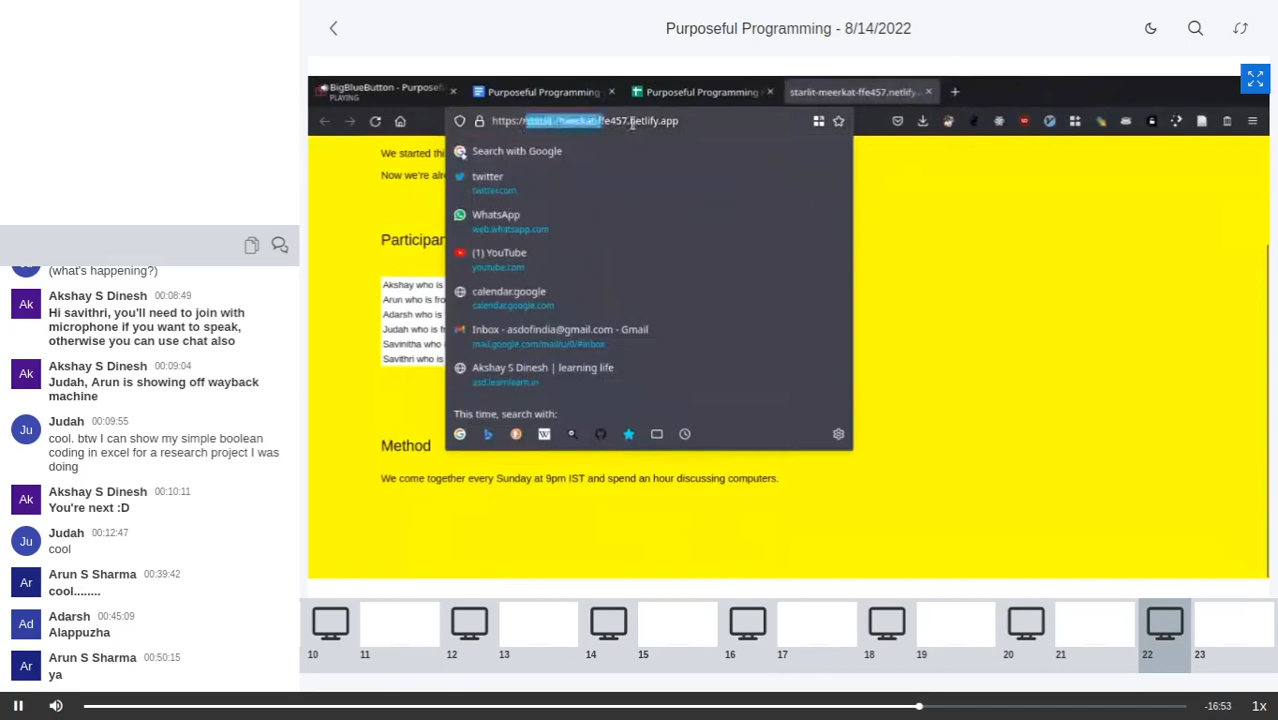 Purposeful Programming - 8/14/2022
(what's happening?)
Akshay S Dinesh 00:08:49
Hi savithri, you'll need to join with
microphone if you want to speak,
otherwise you can use chat also
Akshay S Dinesh 00:09:04
Judah, Arun is showing off wayback
machine
Judah 00:09:55
cool. btw I can show my simple boolean
coding in excel for a research project I was
doing
Akshay S Dinesh 00:10:11
You're next :D
Judah 00:12:47
cool
Arun S Sharma 00:39:42
cool........
Adarsh 00:45:09
Alappuzha
Arun S Sharma 00:50:15
ya
Ak
Ak
Ju
Ak
Ju
Ar
Ad
Ar
BigBlueButton - Purposef
PLAYING
Purposeful Programming
Purposeful Programming
starlit-meerkat-ffe457.netlify.
https://starlit-meerkat-ffe457.netlify.app
We started thi
Now we're alr
Search with Google
twitter
twitter.com
WhatsApp
web.whatsapp.com
(1) YouTube
youtube.com
calendar.google
calendar.google.com
Inbox - asdofindia@gmail.com - Gmail
mail.google.com/mail/u/0/#inbox
Akshay S Dinesh | learning life
asd.learnlearn.in
This time, search with:
Participan
Akshay who is
Arun who is fro
Adarsh who is
Judah who is f
Savinitha who i
Savithri who is
Method
We come together every Sunday at 9pm IST and spend an hour discussing computers.
10 11 12 13 14 15 16 17 18 19 20 21 22 23
-16:53 1x